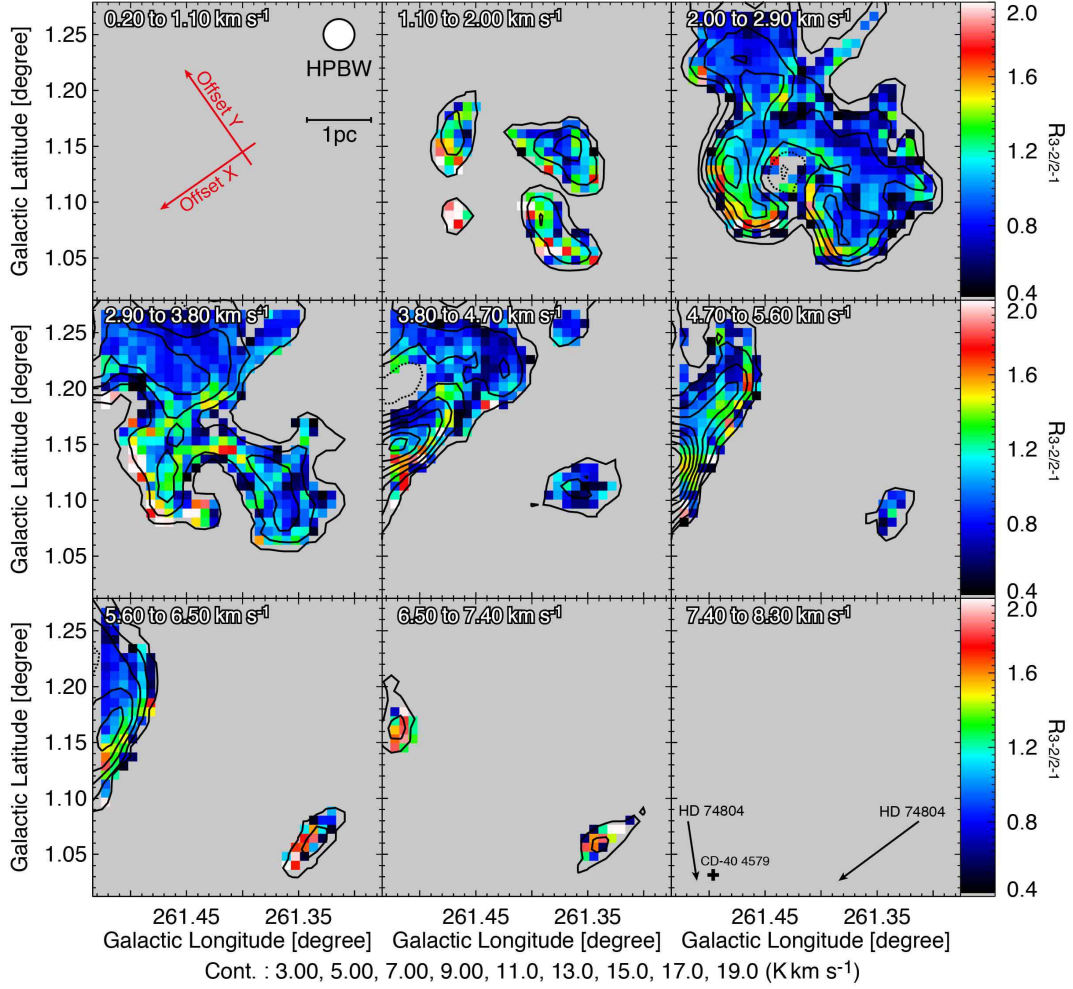 0.20 to 1.10 km s⁻¹
1.10 to 2.00 km s⁻¹
2.00 to 2.90 km s⁻¹
2.0
1.6
1.2
0.8
0.4
R3-2/2-1
1.25
1.20
1.15
1.10
1.05
Galactic Latitude [degree]
Offset Y
Offset X
HPBW
1pc
2.90 to 3.80 km s⁻¹
3.80 to 4.70 km s⁻¹
4.70 to 5.60 km s⁻¹
2.0
1.6
1.2
0.8
0.4
R3-2/2-1
1.25
1.20
1.15
1.10
1.05
Galactic Latitude [degree]
5.60 to 6.50 km s⁻¹
6.50 to 7.40 km s⁻¹
7.40 to 8.30 km s⁻¹
2.0
1.6
1.2
0.8
0.4
R3-2/2-1
1.25
1.20
1.15
1.10
1.05
Galactic Latitude [degree]
HD 74804
HD 74804
CD-40 4579
261.45 261.35
261.45 261.35
261.45 261.35
Galactic Longitude [degree]
Galactic Longitude [degree]
Galactic Longitude [degree]
Cont. : 3.00, 5.00, 7.00, 9.00, 11.0, 13.0, 15.0, 17.0, 19.0 (K km s⁻¹)